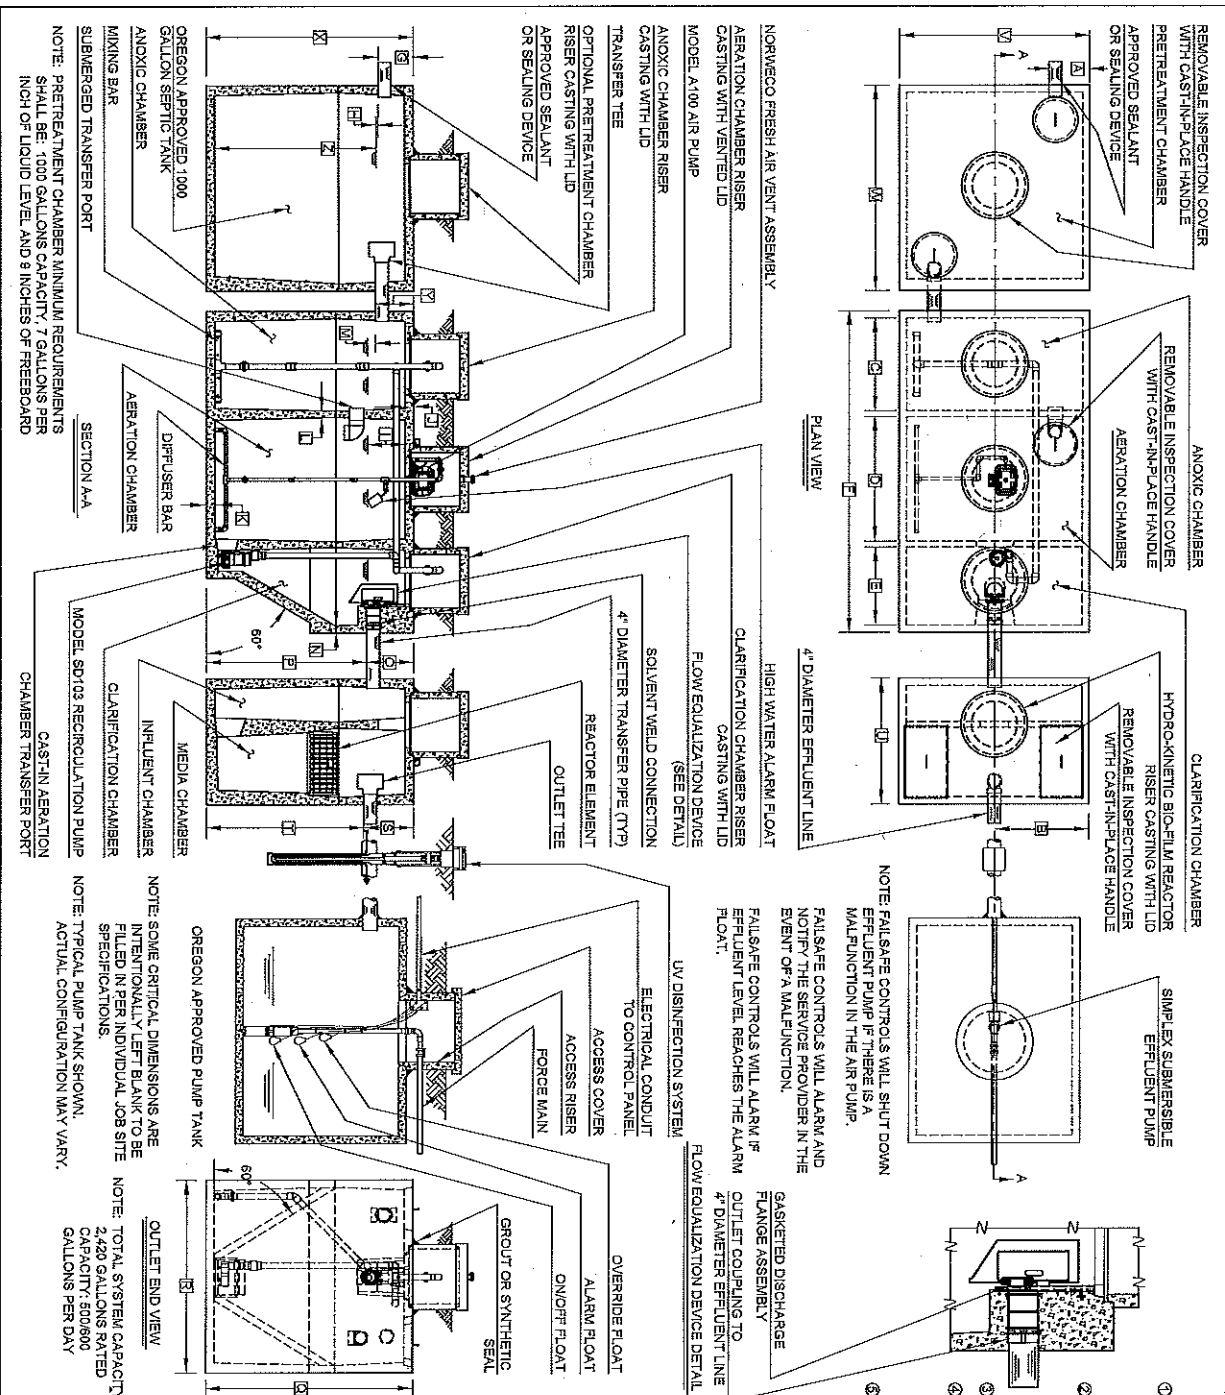 REMOVABLE INSPECTION COVER
WITH CAST-IN-PLACE HANDLE
PRETREATMENT CHAMBER
APPROVED SEALANT
OR SEALING DEVICE
ANOXIC CHAMBER
REMOVABLE INSPECTION COVER
WITH CAST-IN-PLACE HANDLE
AERATION CHAMBER
CLARIFICATION CHAMBER
HYDRO-KINETIC BIO-FILM REACTOR
RISER CASTING WITH LID
REMOVABLE INSPECTION COVER
WITH CAST-IN-PLACE HANDLE
SIMPLEX SUBMERSIBLE
EFFLUENT PUMP
A
A
V
A
W
C
D
E
F
U
B
PLAN VIEW
4" DIAMETER EFFLUENT LINE
NOTE: FAILSAFE CONTROLS WILL SHUT DOWN
EFFLUENT PUMP IF THERE IS A
MALFUNCTION IN THE AIR PUMP.
FAILSAFE CONTROLS WILL ALARM AND
NOTIFY THE SERVICE PROVIDER IN THE
EVENT OF A MALFUNCTION.
FAILSAFE CONTROLS WILL ALARM IF
EFFLUENT LEVEL REACHES THE ALARM
FLOAT.
N
N
N
N
1
2
3
4
5
GASKETED DISCHARGE
FLANGE ASSEMBLY
OUTLET COUPLING TO
4" DIAMETER EFFLUENT LINE
FLOW EQUALIZATION DEVICE DETAIL
NORWECO FRESH AIR VENT ASSEMBLY
AERATION CHAMBER RISER
CASTING WITH VENTED LID
MODEL A100 AIR PUMP
ANOXIC CHAMBER RISER
CASTING WITH LID
TRANSFER TEE
OPTIONAL PRETREATMENT CHAMBER
RISER CASTING WITH LID
APPROVED SEALANT
OR SEALING DEVICE
HIGH WATER ALARM FLOAT
CLARIFICATION CHAMBER RISER
CASTING WITH LID
FLOW EQUALIZATION DEVICE
(SEE DETAIL)
SOLVENT WELD CONNECTION
4" DIAMETER TRANSFER PIPE (TYP)
REACTOR ELEMENT
OUTLET TEE
UV DISINFECTION SYSTEM
ELECTRICAL CONDUIT
TO CONTROL PANEL
ACCESS COVER
ACCESS RISER
FORCE MAIN
OVERRIDE FLOAT
ALARM FLOAT
ON/OFF FLOAT
GROUT OR SYNTHETIC
SEAL
X
G
H
Z
Y
M
J
K
N
60°
P
O
T
S
60°
R
Q
OREGON APPROVED 1000
GALLON SEPTIC TANK
ANOXIC CHAMBER
MIXING BAR
SUBMERGED TRANSFER PORT
NOTE: PRETREATMENT CHAMBER MINIMUM REQUIREMENTS
SHALL BE: 1000 GALLONS CAPACITY, 7 GALLONS PER
INCH OF LIQUID LEVEL AND 9 INCHES OF FREEBOARD
SECTION A-A
DIFFUSER BAR
AERATION CHAMBER
MEDIA CHAMBER
INFLUENT CHAMBER
CLARIFICATION CHAMBER
MODEL SD103 RECIRCULATION PUMP
CAST-IN AERATION
CHAMBER TRANSFER PORT
OREGON APPROVED PUMP TANK
NOTE: SOME CRITICAL DIMENSIONS ARE
INTENTIONALLY LEFT BLANK TO BE
FILLED IN PER INDIVIDUAL JOB SITE
SPECIFICATIONS.
NOTE: TYPICAL PUMP TANK SHOWN.
ACTUAL CONFIGURATION MAY VARY.
OUTLET END VIEW
NOTE: TOTAL SYSTEM CAPACITY
2,420 GALLONS RATED
CAPACITY: 500/600
GALLONS PER DAY